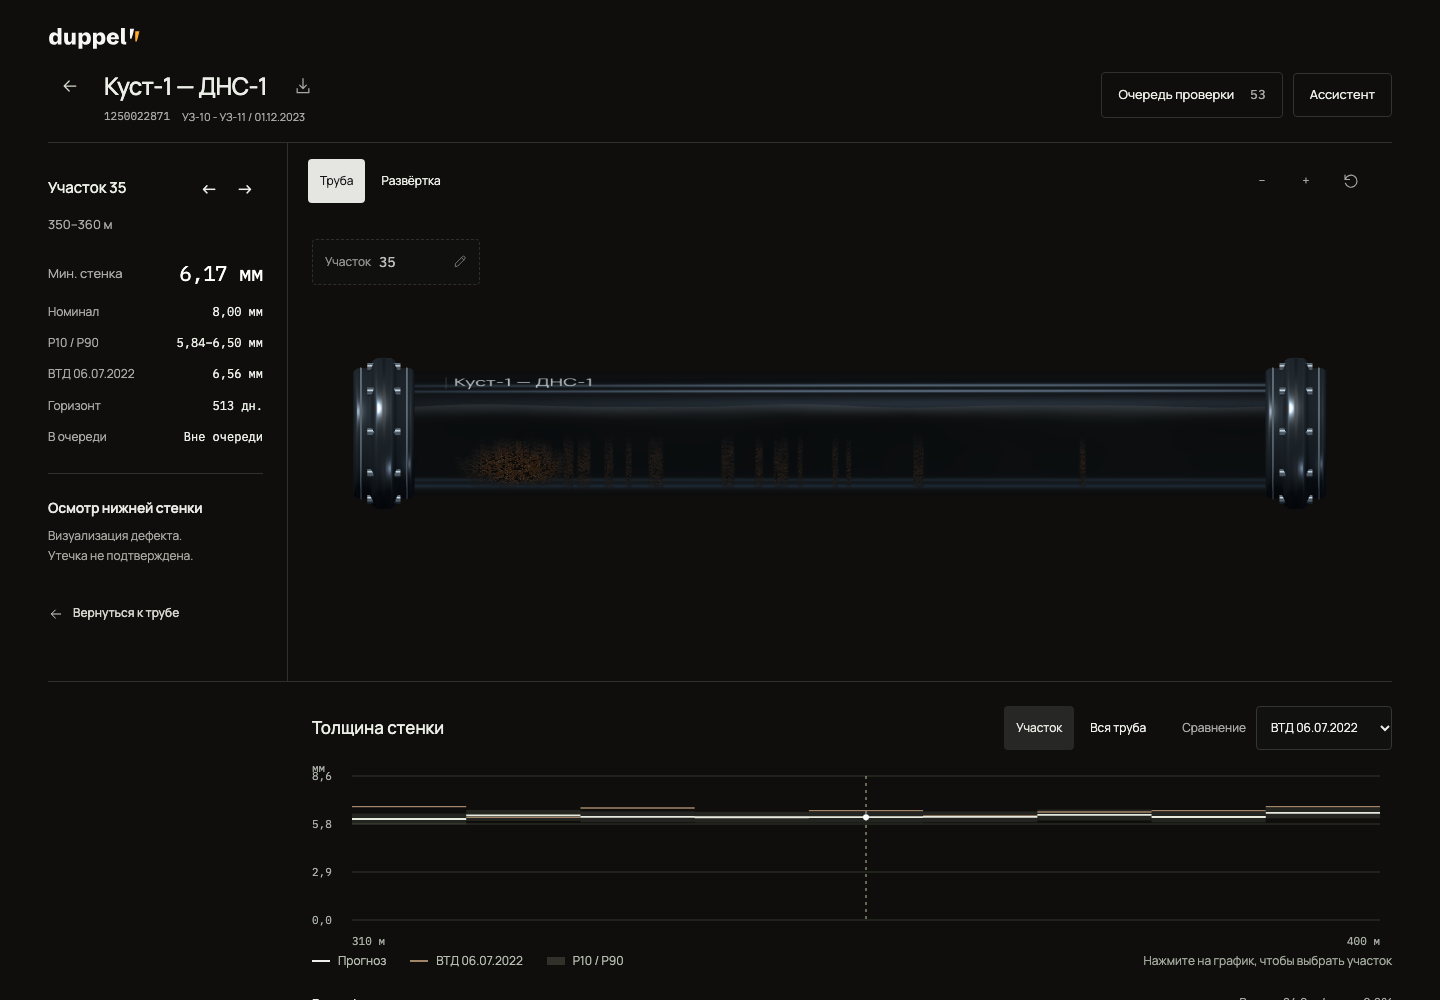 duppel
Куст-1 — ДНС-1
1250022871 УЗ-10 - УЗ-11 / 01.12.2023
Очередь проверки 53
Ассистент
Участок 35
350–360 м
Мин. стенка 6,17 мм
Номинал 8,00 мм
P10 / P90 5,84–6,50 мм
ВТД 06.07.2022 6,56 мм
Горизонт 513 дн.
В очереди Вне очереди
Осмотр нижней стенки
Визуализация дефекта.
Утечка не подтверждена.
← Вернуться к трубе
Труба Развёртка
− +
Участок 35
Куст-1 — ДНС-1
Толщина стенки
Участок Вся труба Сравнение ВТД 06.07.2022
мм
8,6
5,8
2,9
0,0
310 м 400 м
Прогноз ВТД 06.07.2022 P10 / P90
Нажмите на график, чтобы выбрать участок